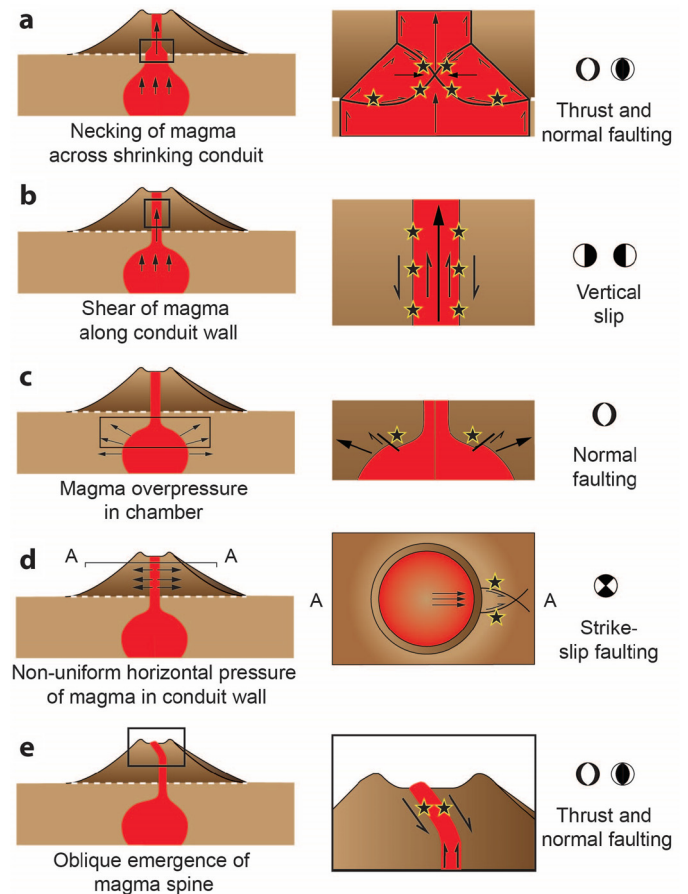 a
Necking of magma
across shrinking conduit
Thrust and
normal faulting
b
Shear of magma
along conduit wall
Vertical
slip
c
Magma overpressure
in chamber
Normal
faulting
d
A A
Non-uniform horizontal pressure
of magma in conduit wall
A A
Strike-
slip faulting
e
Oblique emergence of
magma spine
Thrust and
normal faulting